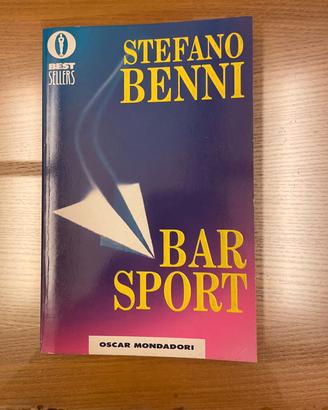 BEST
SELLERS
STEFANO
BENNI
BAR
SPORT
OSCAR MONDADORI